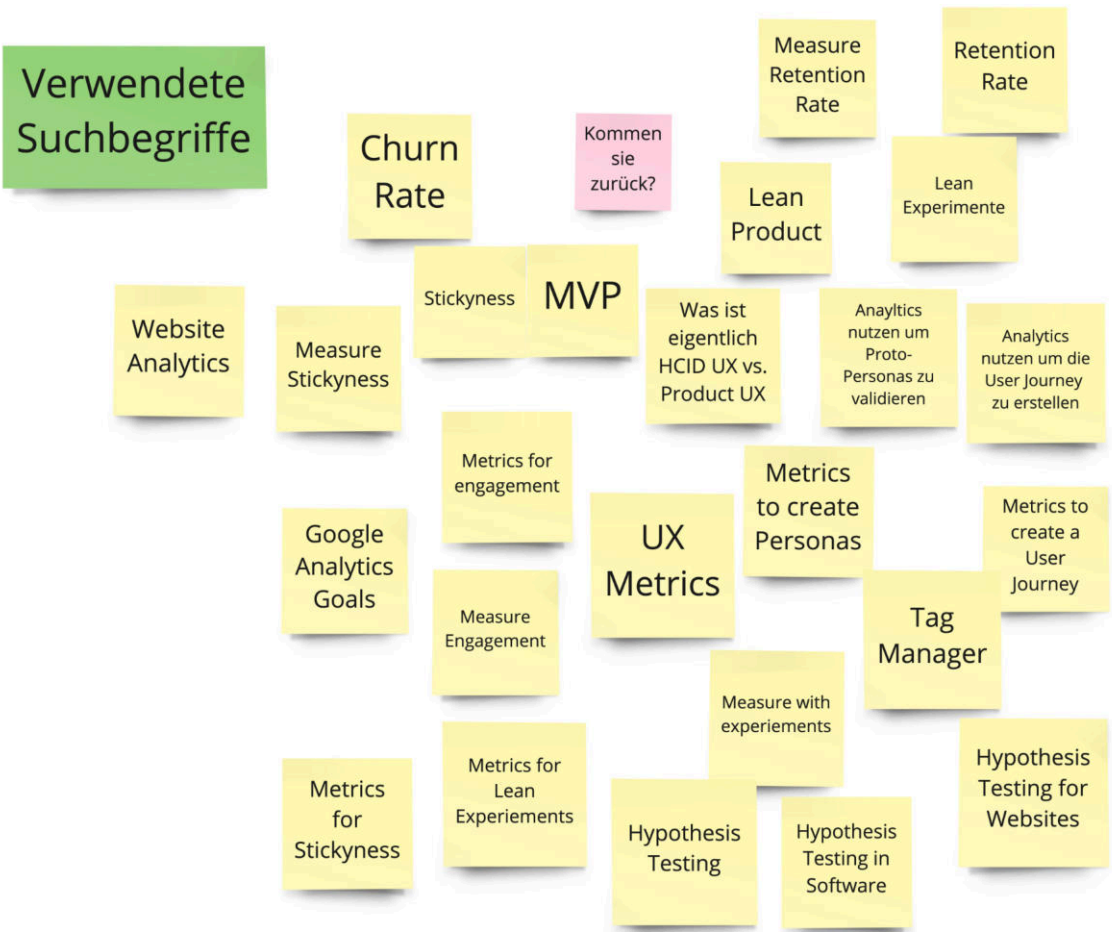 Verwendete
Suchbegriffe
Churn
Rate
Kommen
sie
zurück?
Measure
Retention
Rate
Retention
Rate
Lean
Product
Lean
Experimente
Website
Analytics
Measure
Stickyness
Stickyness
MVP
Was ist
eigentlich
HCID UX vs.
Product UX
Anayltics
nutzen um
Proto-
Personas zu
validieren
Analytics
nutzen um die
User Journey
zu erstellen
Metrics for
engagement
Google
Analytics
Goals
Measure
Engagement
UX
Metrics
Metrics
to create
Personas
Metrics to
create a
User
Journey
Tag
Manager
Measure with
experiements
Metrics
for
Stickyness
Metrics for
Lean
Experiements
Hypothesis
Testing
Hypothesis
Testing in
Software
Hypothesis
Testing for
Websites